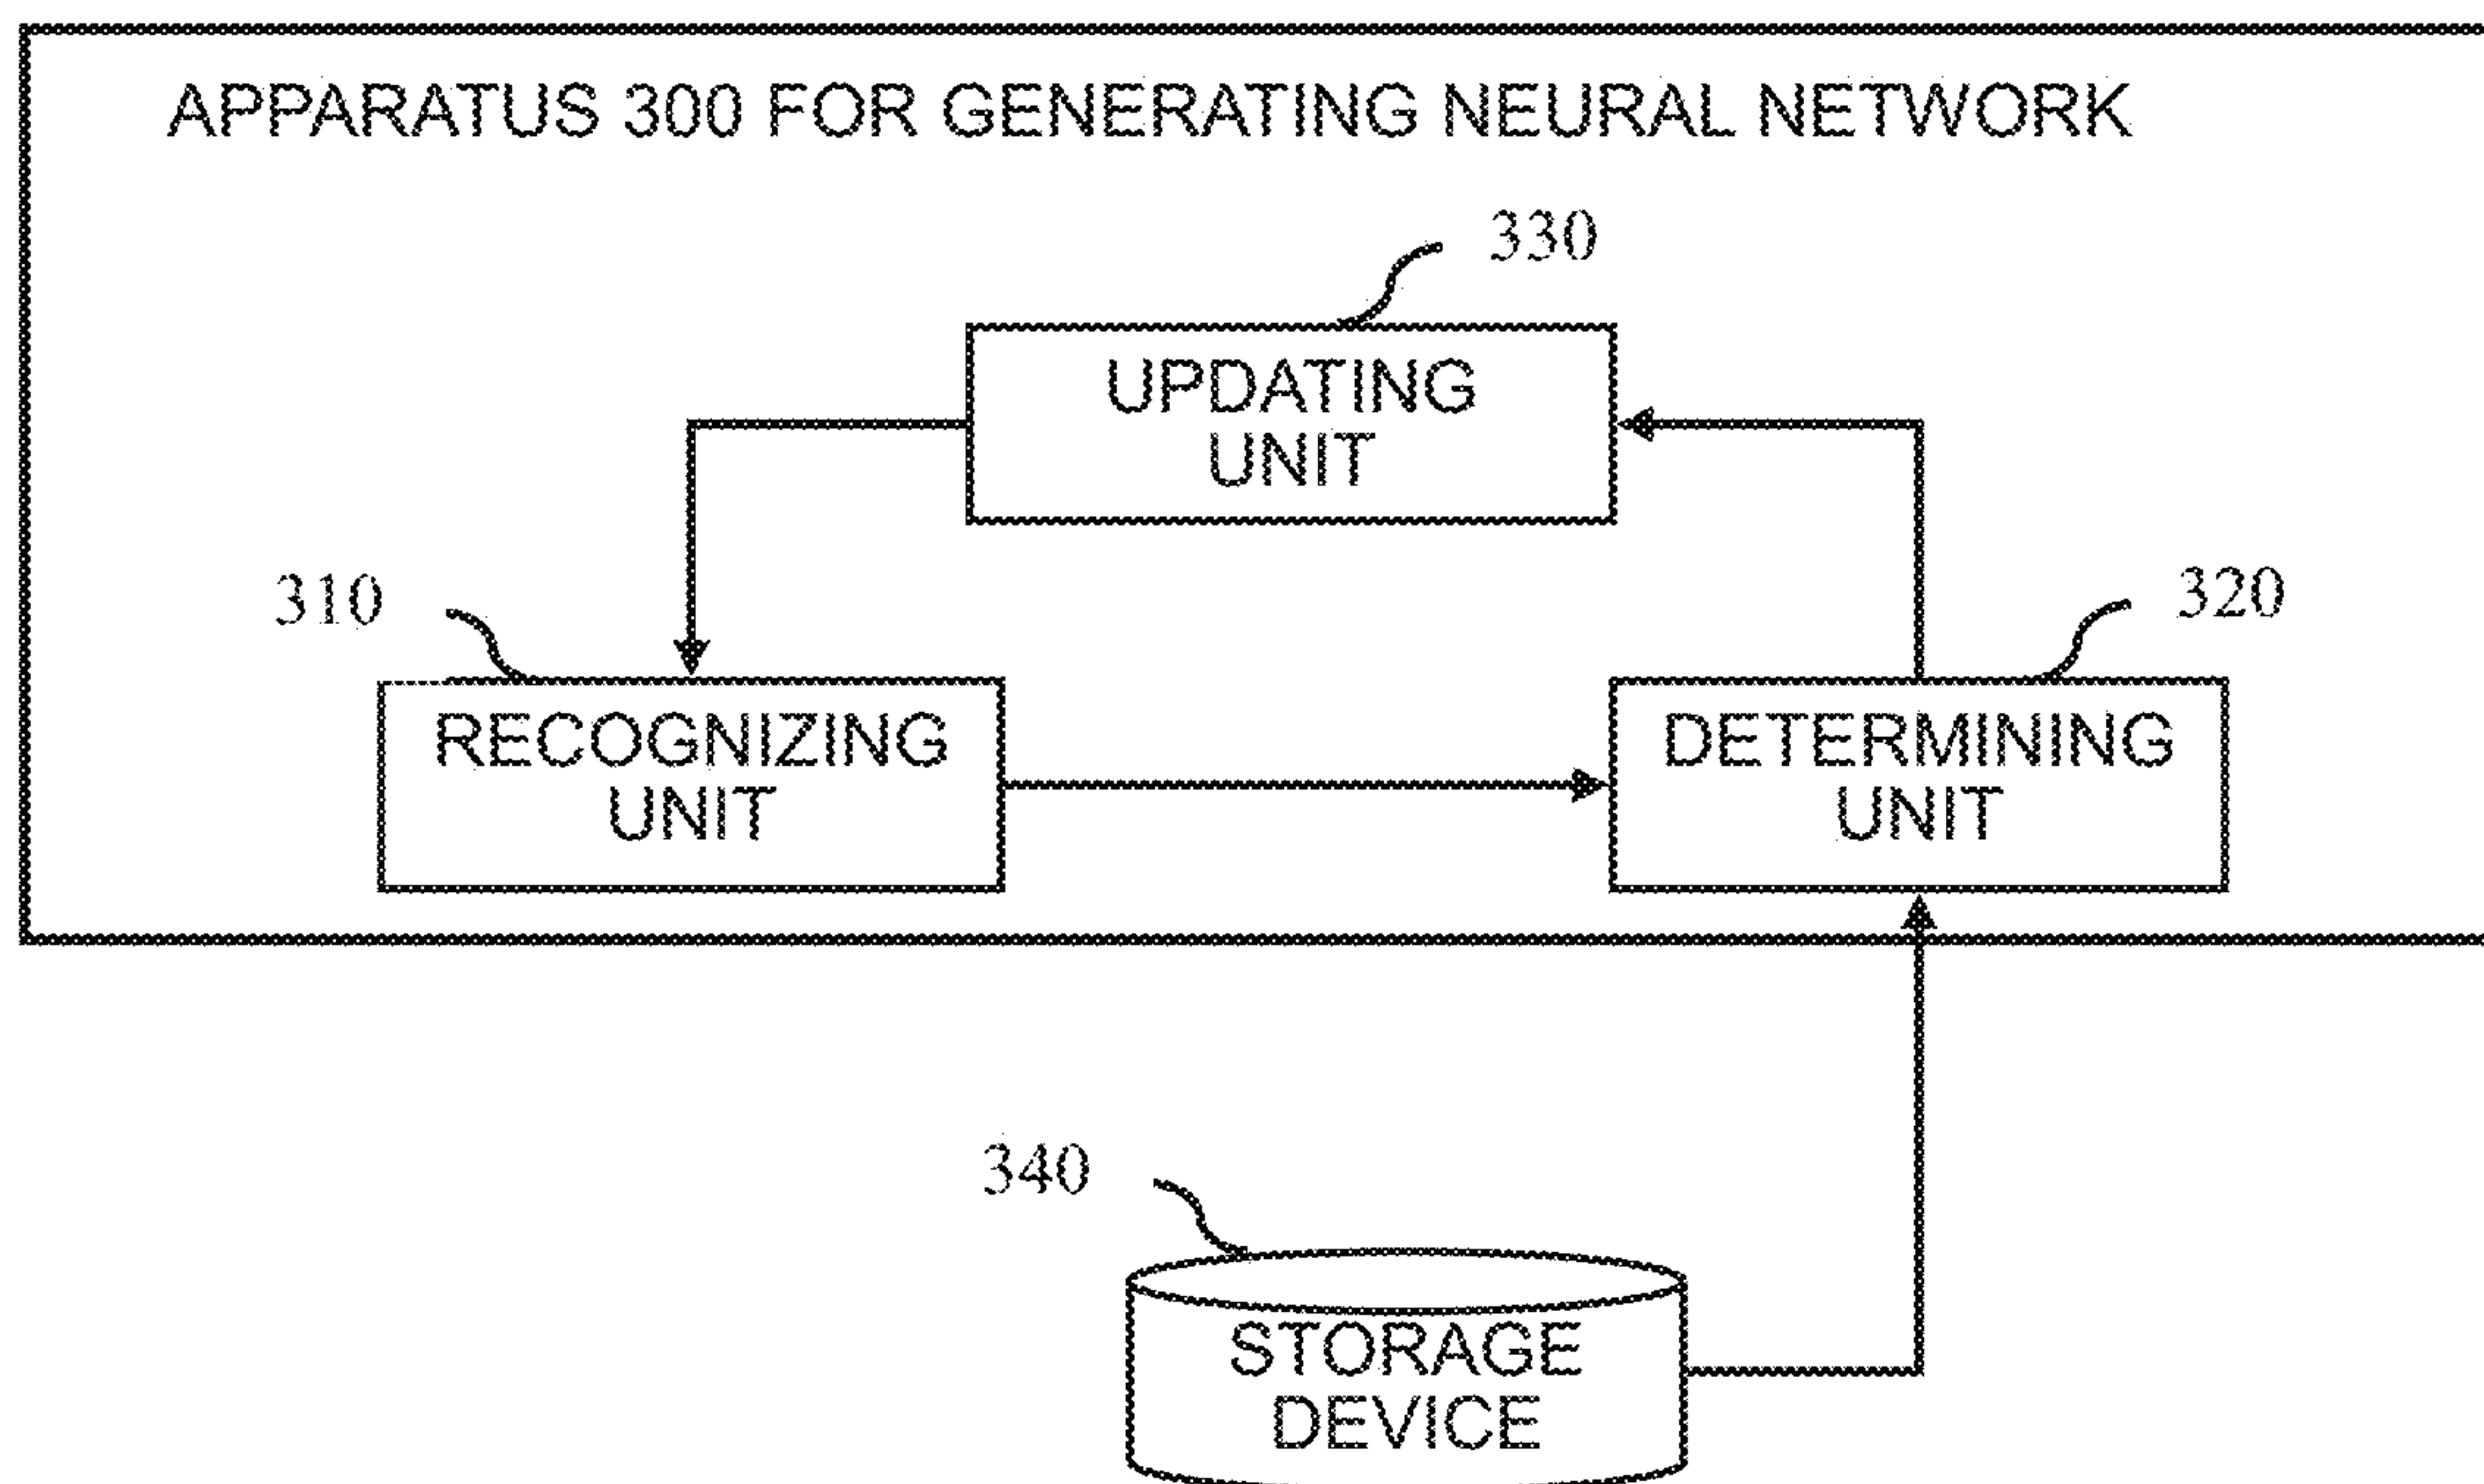 APPARATUS 300 FOR GENERATING NEURAL NETWORK
330
UPDATING
UNIT
310
320
RECOGNIZING
UNIT
DETERMINING
UNIT
340
STORAGE
DEVICE